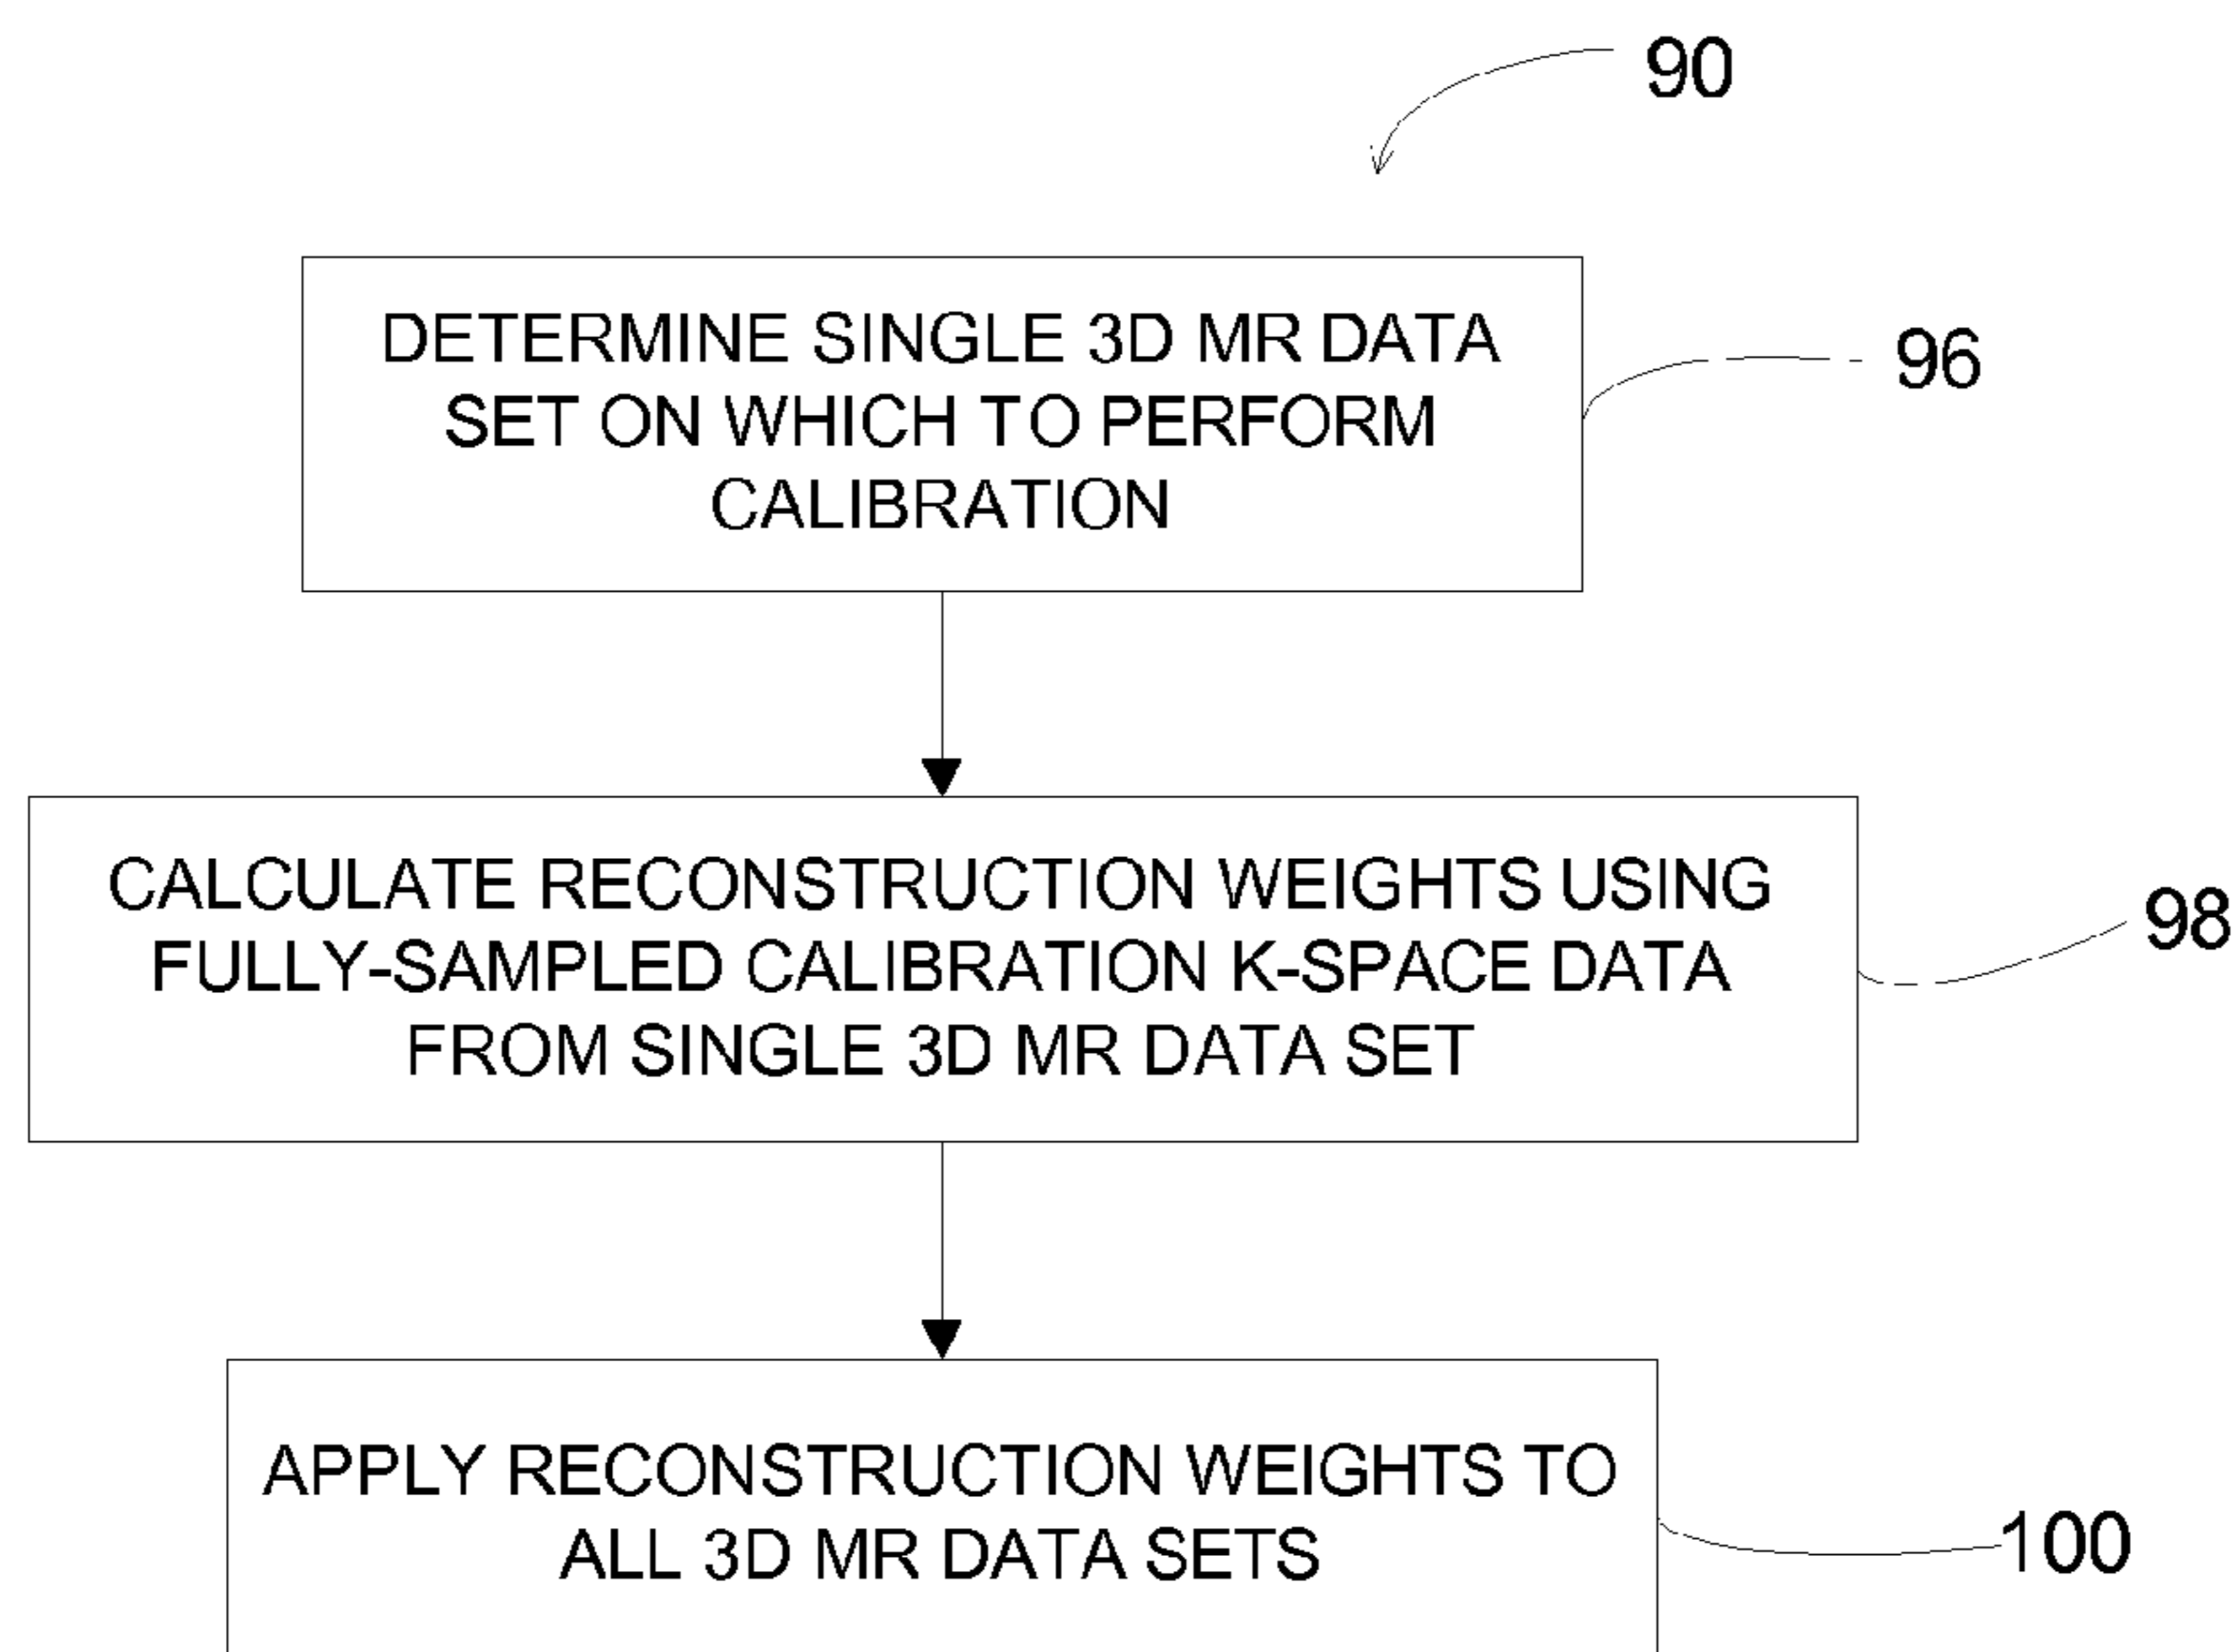 90
DETERMINE SINGLE 3D MR DATA
SET ON WHICH TO PERFORM
CALIBRATION
96
CALCULATE RECONSTRUCTION WEIGHTS USING
FULLY-SAMPLED CALIBRATION K-SPACE DATA
FROM SINGLE 3D MR DATA SET
98
APPLY RECONSTRUCTION WEIGHTS TO
ALL 3D MR DATA SETS
100